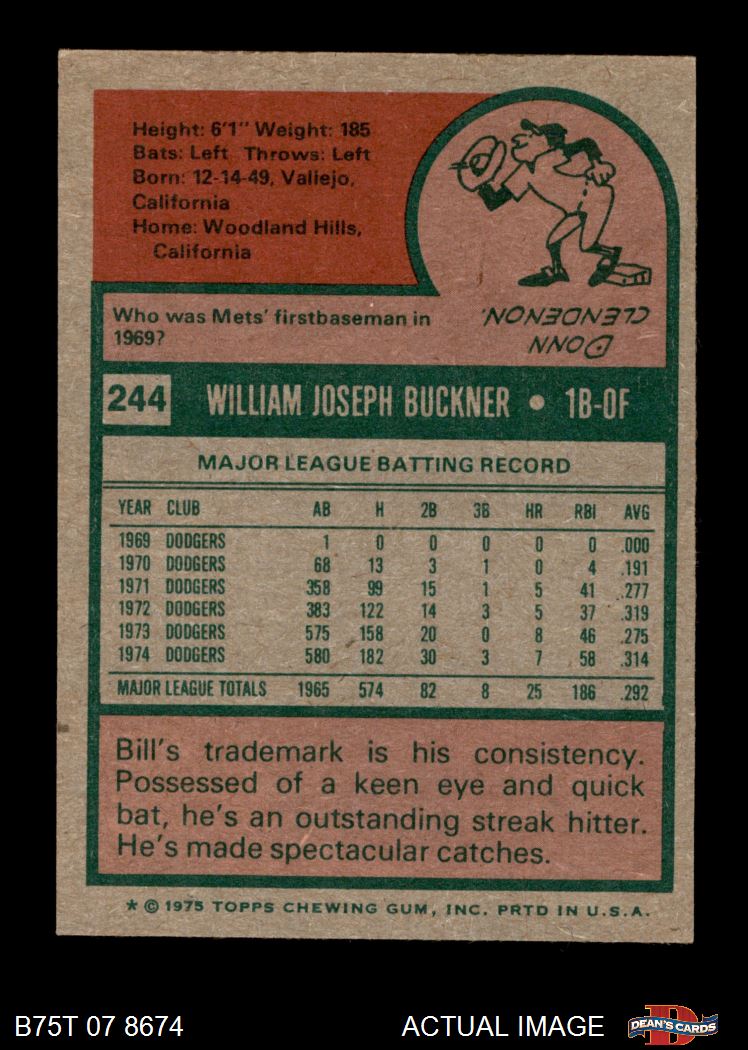 Height: 6'1" Weight: 185
Bats: Left Throws: Left
Born: 12-14-49, Vallejo,
California
Home: Woodland Hills,
California
Who was Mets' firstbaseman in
1969?
DONN
CLENDENON.
244 WILLIAM JOSEPH BUCKNER • 1B-OF
MAJOR LEAGUE BATTING RECORD
YEAR CLUB AB H 2B 3B HR RBI AVG
1969 DODGERS 1 0 0 0 0 0 .000
1970 DODGERS 68 13 3 1 0 4 .191
1971 DODGERS 358 99 15 1 5 41 .277
1972 DODGERS 383 122 14 3 5 37 .319
1973 DODGERS 575 158 20 0 8 46 .275
1974 DODGERS 580 182 30 3 7 58 .314
MAJOR LEAGUE TOTALS 1965 574 82 8 25 186 .292
Bill's trademark is his consistency.
Possessed of a keen eye and quick
bat, he's an outstanding streak hitter.
He's made spectacular catches.
* © 1975 TOPPS CHEWING GUM, INC. PRTD IN U.S.A.
B75T 07 8674 ACTUAL IMAGE DEAN'S CARDS